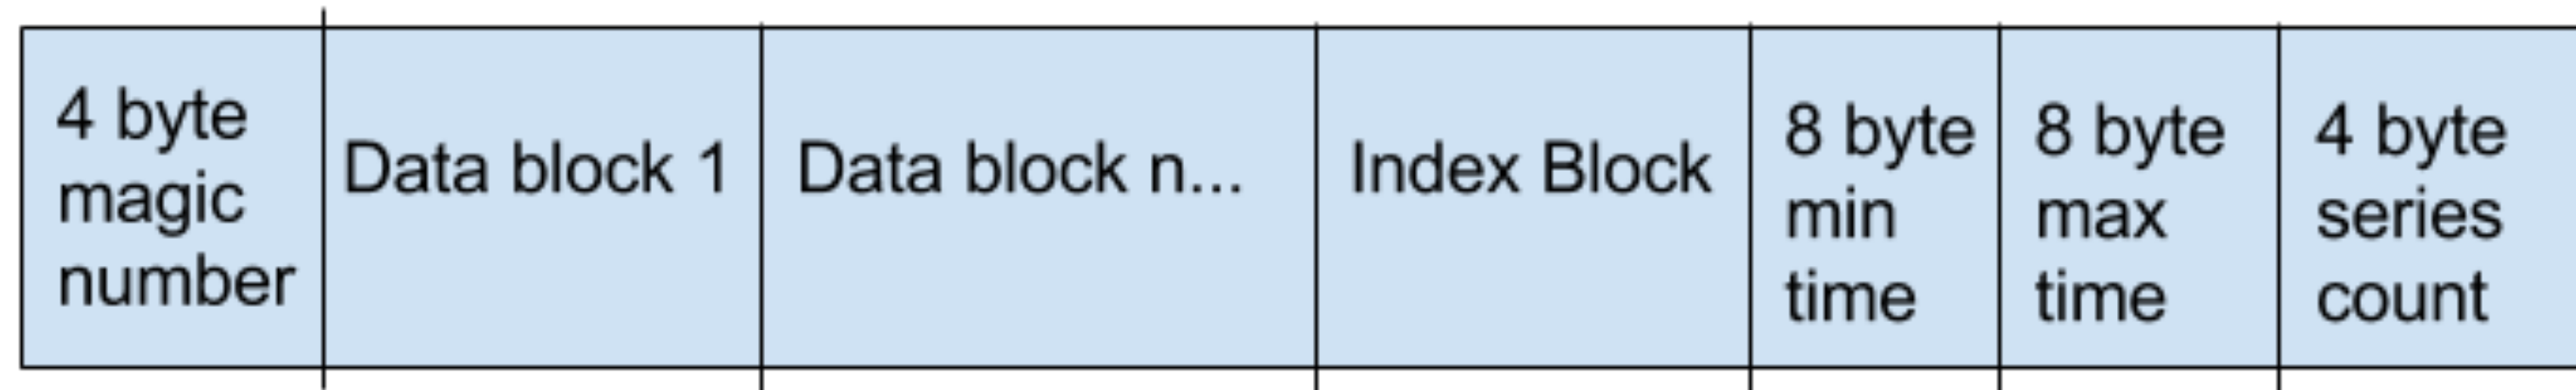 4 byte
magic
number
Data block 1
Data block n...
Index Block
8 byte
min
time
8 byte
max
time
4 byte
series
count